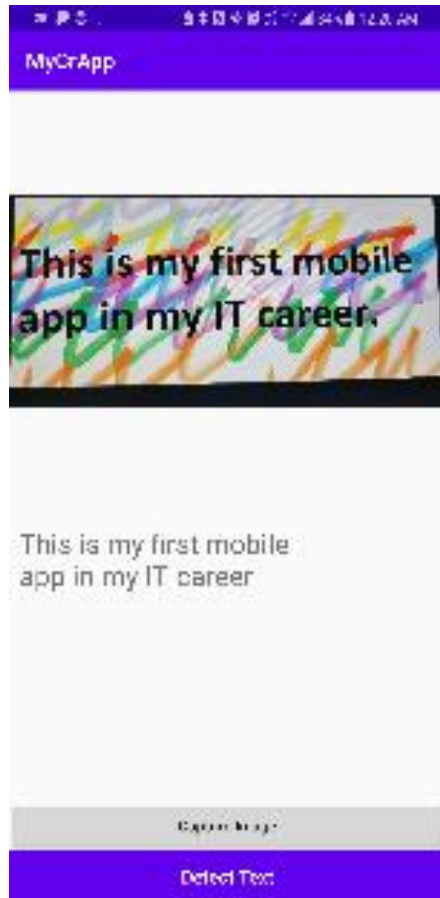 MyCrApp
This is my first mobile
app in my IT career.
This is my first mobile
app in my IT career
Capture Image
Detect Text